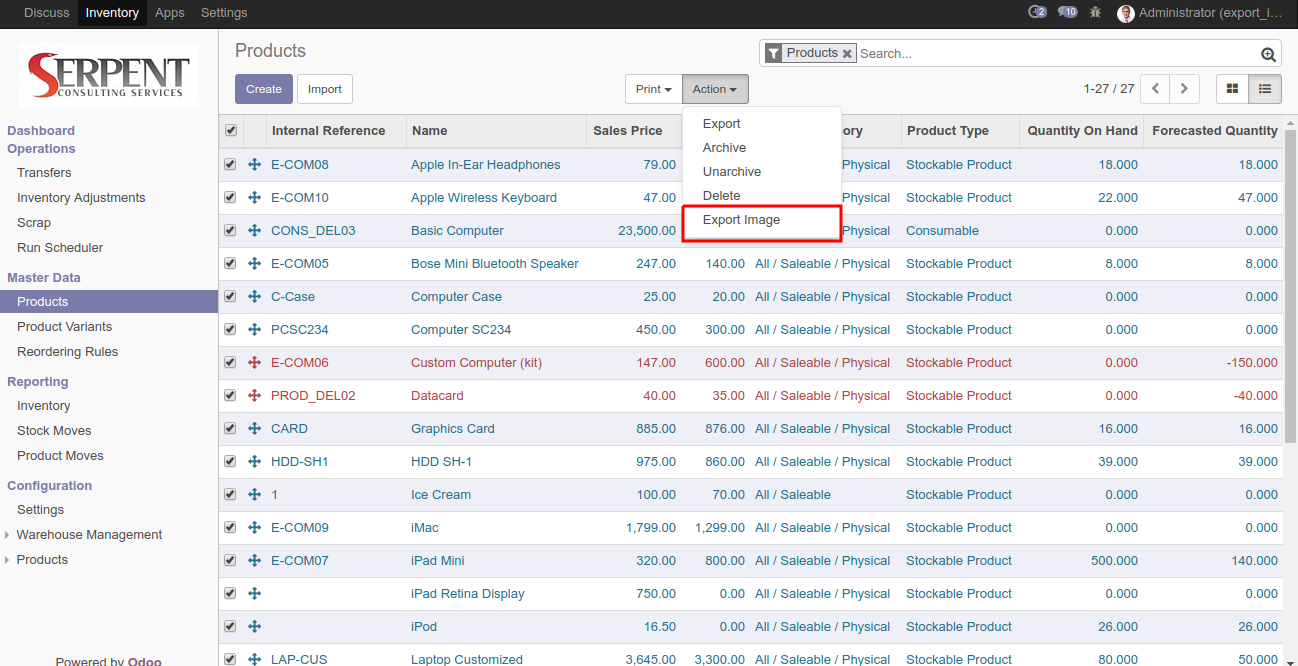 Discuss Inventory Apps Settings 2 10 Administrator (export_i...
SERPENT
CONSULTING SERVICES
Dashboard
Operations
Transfers
Inventory Adjustments
Scrap
Run Scheduler
Master Data
Products
Product Variants
Reordering Rules
Reporting
Inventory
Stock Moves
Product Moves
Configuration
Settings
Warehouse Management
Products
Powered by Odoo
Products
Products Search...
Create Import Print Action 1-27 / 27
Export
Archive
Unarchive
Delete
Export Image
Internal Reference Name Sales Price ory Product Type Quantity On Hand Forecasted Quantity
E-COM08 Apple In-Ear Headphones 79.00 Physical Stockable Product 18.000 18.000
E-COM10 Apple Wireless Keyboard 47.00 Physical Stockable Product 22.000 47.000
CONS_DEL03 Basic Computer 23,500.00 Physical Consumable 0.000 0.000
E-COM05 Bose Mini Bluetooth Speaker 247.00 140.00 All / Saleable / Physical Stockable Product 8.000 8.000
C-Case Computer Case 25.00 20.00 All / Saleable / Physical Stockable Product 0.000 0.000
PCSC234 Computer SC234 450.00 300.00 All / Saleable / Physical Stockable Product 0.000 0.000
E-COM06 Custom Computer (kit) 147.00 600.00 All / Saleable / Physical Stockable Product 0.000 -150.000
PROD_DEL02 Datacard 40.00 35.00 All / Saleable / Physical Stockable Product 0.000 -40.000
CARD Graphics Card 885.00 876.00 All / Saleable / Physical Stockable Product 16.000 16.000
HDD-SH1 HDD SH-1 975.00 860.00 All / Saleable / Physical Stockable Product 39.000 39.000
1 Ice Cream 100.00 70.00 All / Saleable Stockable Product 0.000 0.000
E-COM09 iMac 1,799.00 1,299.00 All / Saleable / Physical Stockable Product 0.000 0.000
E-COM07 iPad Mini 320.00 800.00 All / Saleable / Physical Stockable Product 500.000 140.000
iPad Retina Display 750.00 0.00 All / Saleable / Physical Stockable Product 0.000 0.000
iPod 16.50 0.00 All / Saleable / Physical Stockable Product 26.000 26.000
LAP-CUS Laptop Customized 3,645.00 3,300.00 All / Saleable / Physical Stockable Product 80.000 50.000